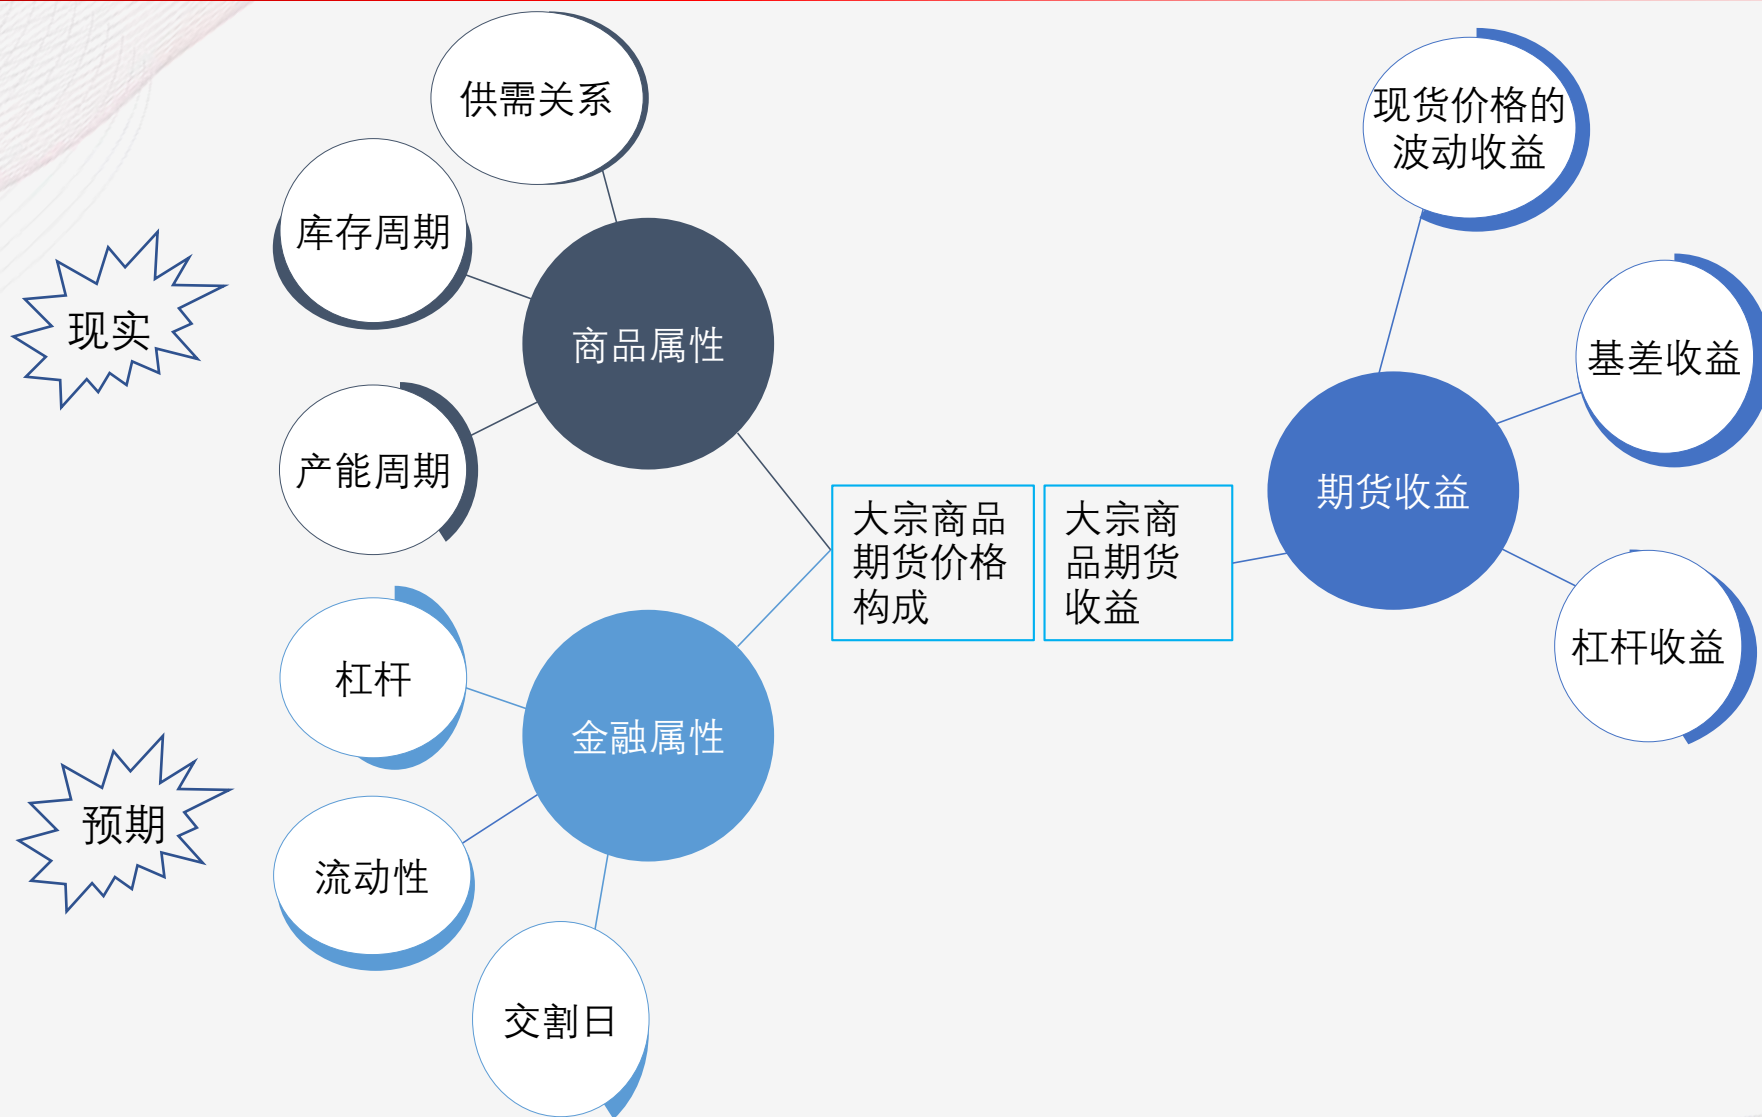 供需关系
库存周期
现实
商品属性
产能周期
大宗商品
期货价格
构成
杠杆
金融属性
预期
流动性
交割日
大宗商
品期货
收益
现货价格的
波动收益
基差收益
期货收益
杠杆收益